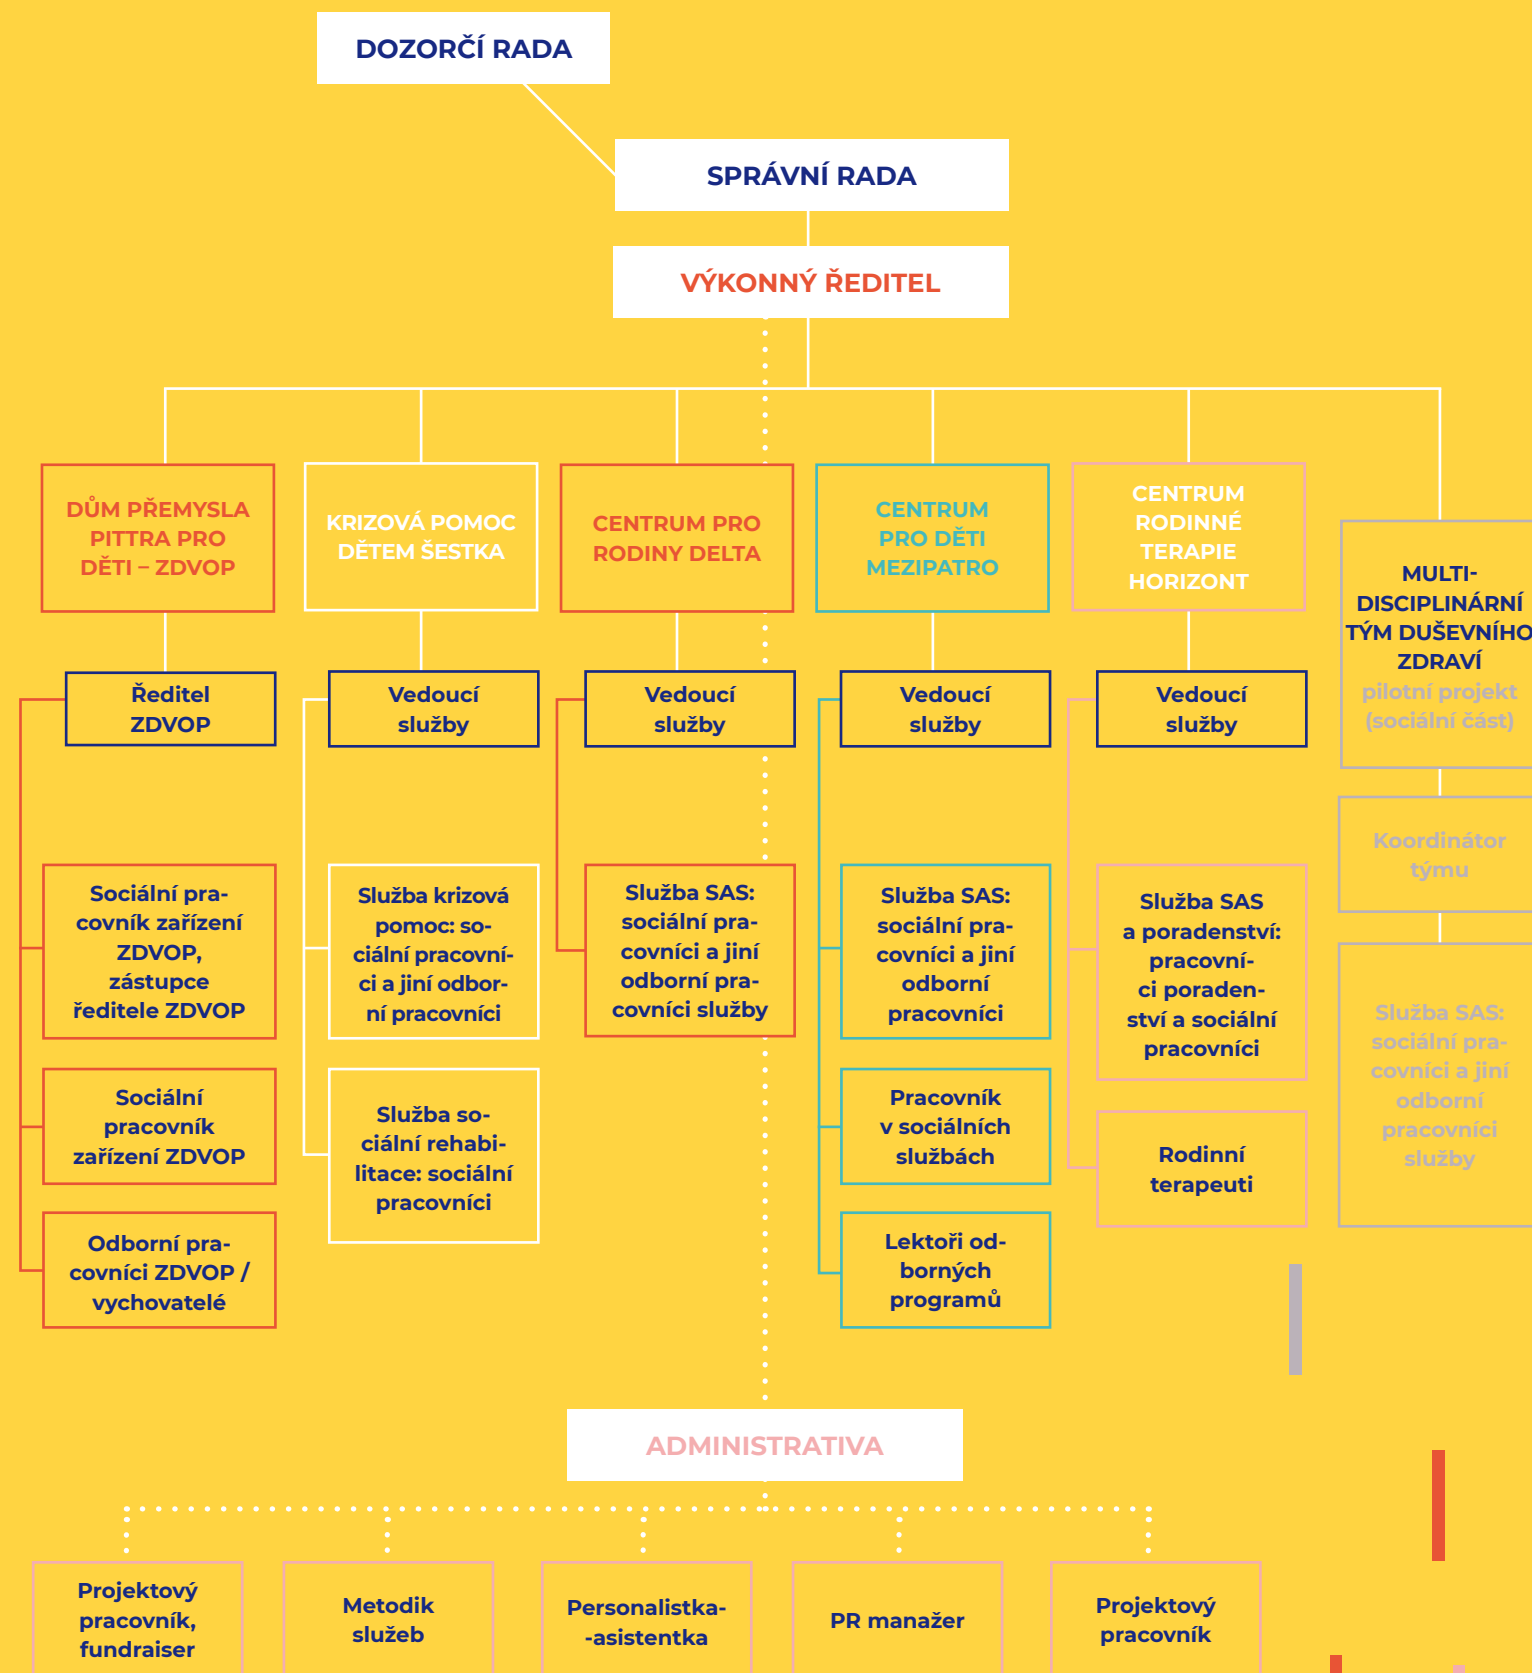 DOZORČÍ RADA
SPRÁVNÍ RADA
VÝKONNÝ ŘEDITEL
DŮM PŘEMYSLA
PITTRA PRO
DĚTI – ZDVOP
KRIZOVÁ POMOC
DĚTEM ŠESTKA
CENTRUM PRO
RODINY DELTA
CENTRUM
PRO DĚTI
MEZIPATRO
CENTRUM
RODINNÉ
TERAPIE
HORIZONT
MULTI-
DISCIPLINÁRNÍ
TÝM DUŠEVNÍHO
ZDRAVÍ
pilotní projekt
(sociální část)
Ředitel
ZDVOP
Vedoucí
služby
Vedoucí
služby
Vedoucí
služby
Vedoucí
služby
Koordinátor
týmu
Sociální pra-
covník zařízení
ZDVOP,
zástupce
ředitele ZDVOP
Služba krizová
pomoc: so-
ciální pracovní-
ci a jiní odbor-
ní pracovníci
Služba SAS:
sociální pra-
covníci a jiní
odborní pra-
covníci služby
Služba SAS:
sociální pra-
covníci a jiní
odborní
pracovníci
Služba SAS
a poradenství:
pracovní-
ci poraden-
ství a sociální
pracovníci
Služba SAS:
sociální pra-
covníci a jiní
odborní
pracovníci
služby
Sociální
pracovník
zařízení ZDVOP
Služba so-
ciální rehabi-
litace: sociální
pracovníci
Pracovník
v sociálních
službách
Rodinní
terapeuti
Odborní pra-
covníci ZDVOP /
vychovatelé
Lektoři od-
borných
programů
ADMINISTRATIVA
Projektový
pracovník,
fundraiser
Metodik
služeb
Personalistka-
-asistentka
PR manažer
Projektový
pracovník